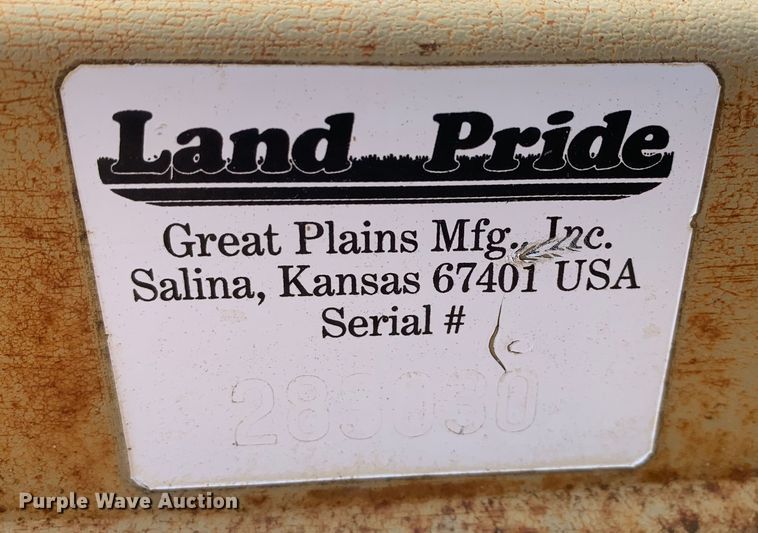 Land Pride
Great Plains Mfg., Inc.
Salina, Kansas 67401 USA
Serial #
Purple Wave Auction